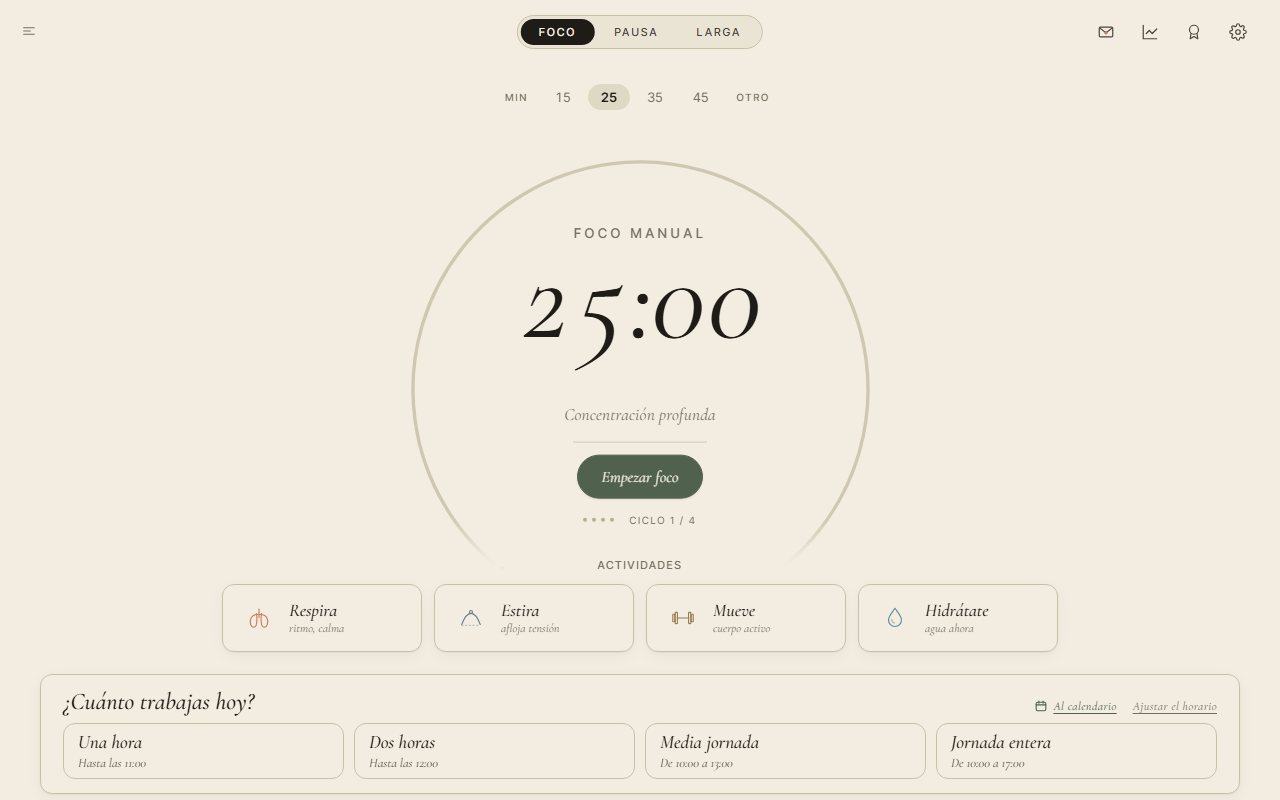 FOCO PAUSA LARGA
MIN 15 25 35 45 OTRO
FOCO MANUAL
25:00
Concentración profunda
Empezar foco
CICLO 1 / 4
ACTIVIDADES
Respira
ritmo, calma
Estira
afloja tensión
Mueve
cuerpo activo
Hidrátate
agua ahora
¿Cuánto trabajas hoy?
Al calendario Ajustar el horario
Una hora
Hasta las 11:00
Dos horas
Hasta las 12:00
Media jornada
De 10:00 a 13:00
Jornada entera
De 10:00 a 17:00